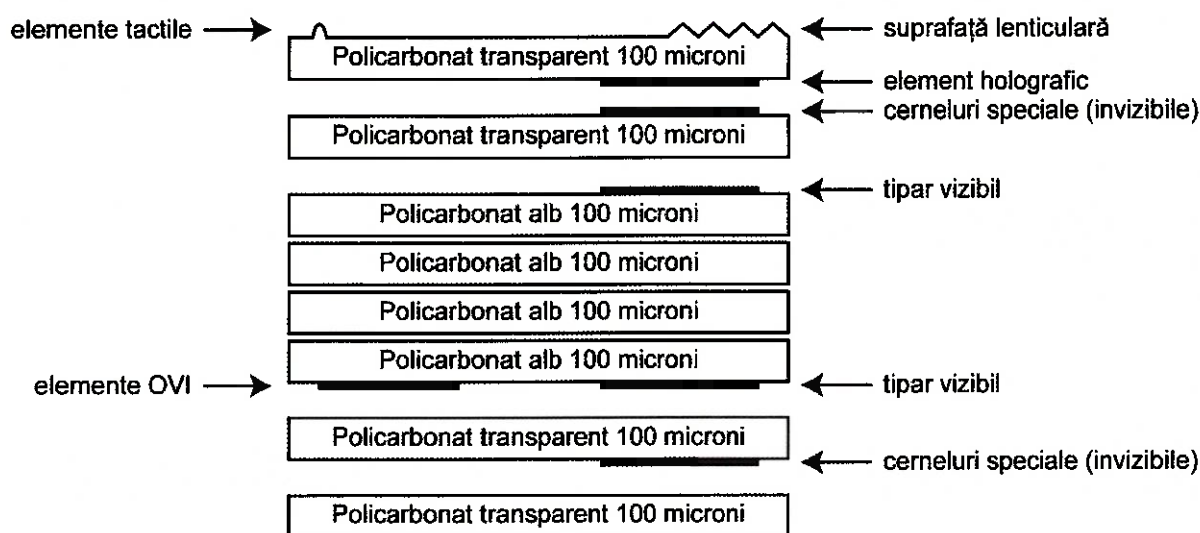 elemente tactile
suprafață lenticulară
Policarbonat transparent 100 microni
element holografic
cerneluri speciale (invizibile)
Policarbonat transparent 100 microni
tipar vizibil
Policarbonat alb 100 microni
Policarbonat alb 100 microni
Policarbonat alb 100 microni
Policarbonat alb 100 microni
elemente OVI
tipar vizibil
Policarbonat transparent 100 microni
cerneluri speciale (invizibile)
Policarbonat transparent 100 microni